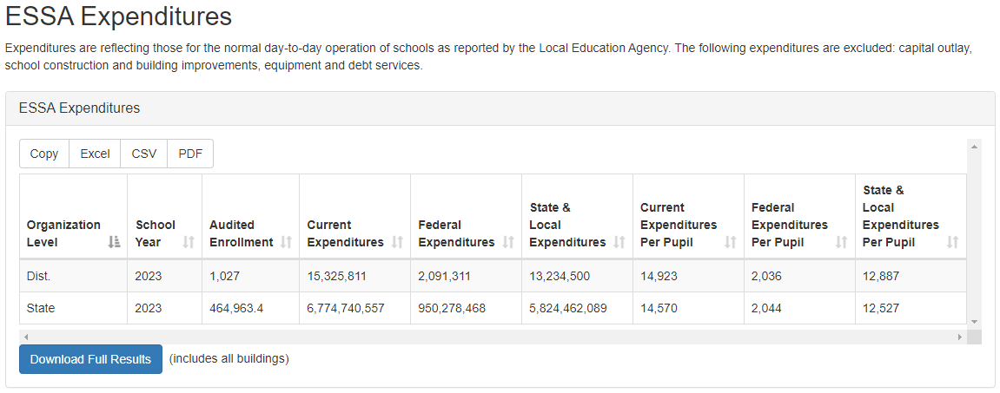 ESSA Expenditures
Expenditures are reflecting those for the normal day-to-day operation of schools as reported by the Local Education Agency. The following expenditures are excluded: capital outlay,
school construction and building improvements, equipment and debt services.
ESSA Expenditures
Copy Excel CSV PDF
Organization Level School Year Audited Enrollment Current Expenditures Federal Expenditures State & Local Expenditures Current Expenditures Per Pupil Federal Expenditures Per Pupil State & Local Expenditures Per Pupil
Dist. 2023 1,027 15,325,811 2,091,311 13,234,500 14,923 2,036 12,887
State 2023 464,963.4 6,774,740,557 950,278,468 5,824,462,089 14,570 2,044 12,527
Download Full Results (includes all buildings)